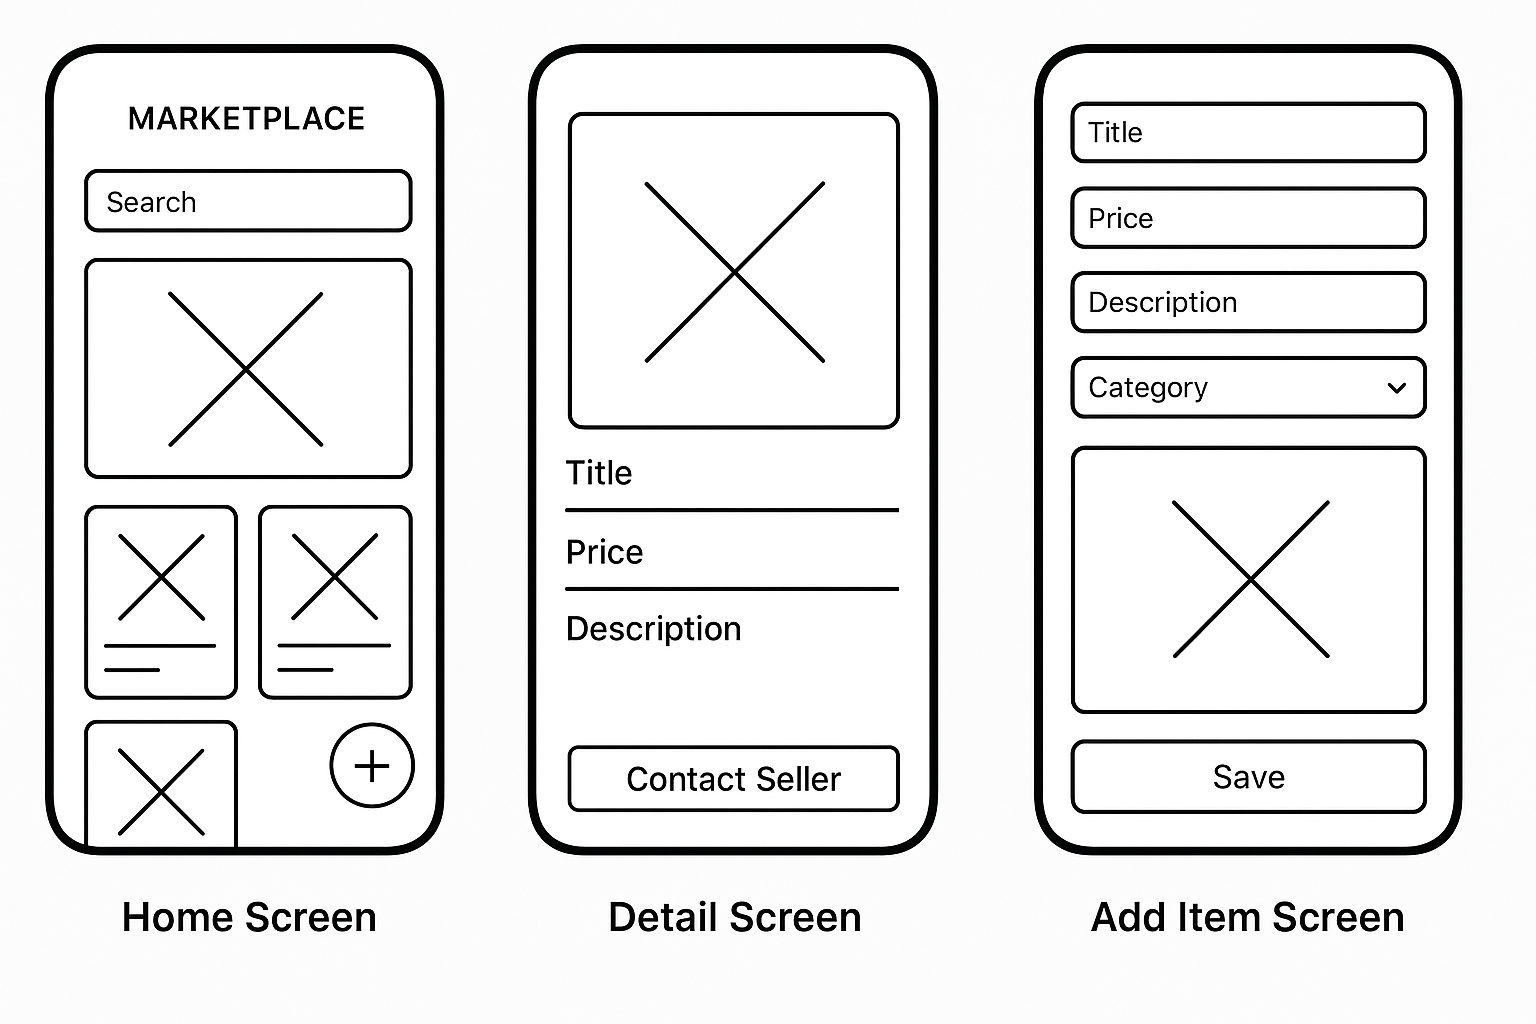 MARKETPLACE
Search
Home Screen
Title
Price
Description
Contact Seller
Detail Screen
Title
Price
Description
Category
Save
Add Item Screen